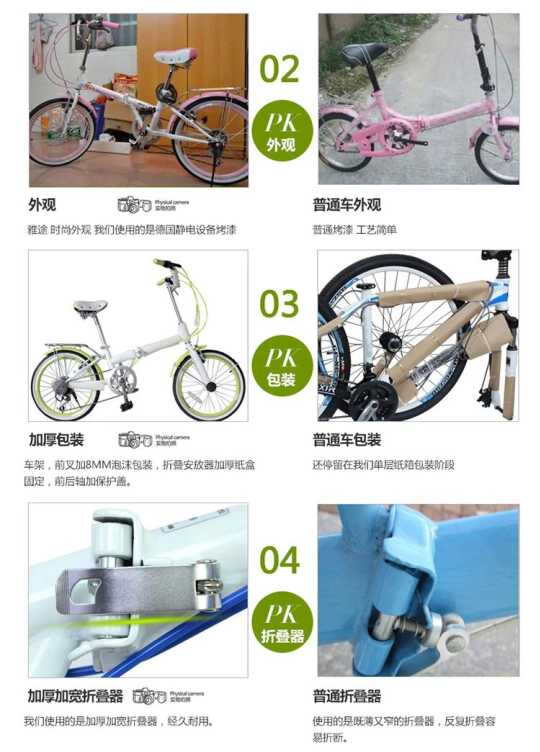 02
PK
外观
外观
Physical camera
实物拍照
普通车外观
雅途 时尚外观 我们使用的是德国静电设备烤漆
普通烤漆 工艺简单
03
PK
包装
加厚包装
Physical camera
实物拍照
普通车包装
车架，前叉加8MM泡沫包装，折叠安放器加厚纸盒
固定，前后轴加保护盖。
还停留在我们单层纸箱包装阶段
04
PK
折叠器
加厚加宽折叠器
Physical camera
实物拍照
普通折叠器
我们使用的是加厚加宽折叠器，经久耐用。
使用的是既薄又窄的折叠器，反复折叠容
易折断。